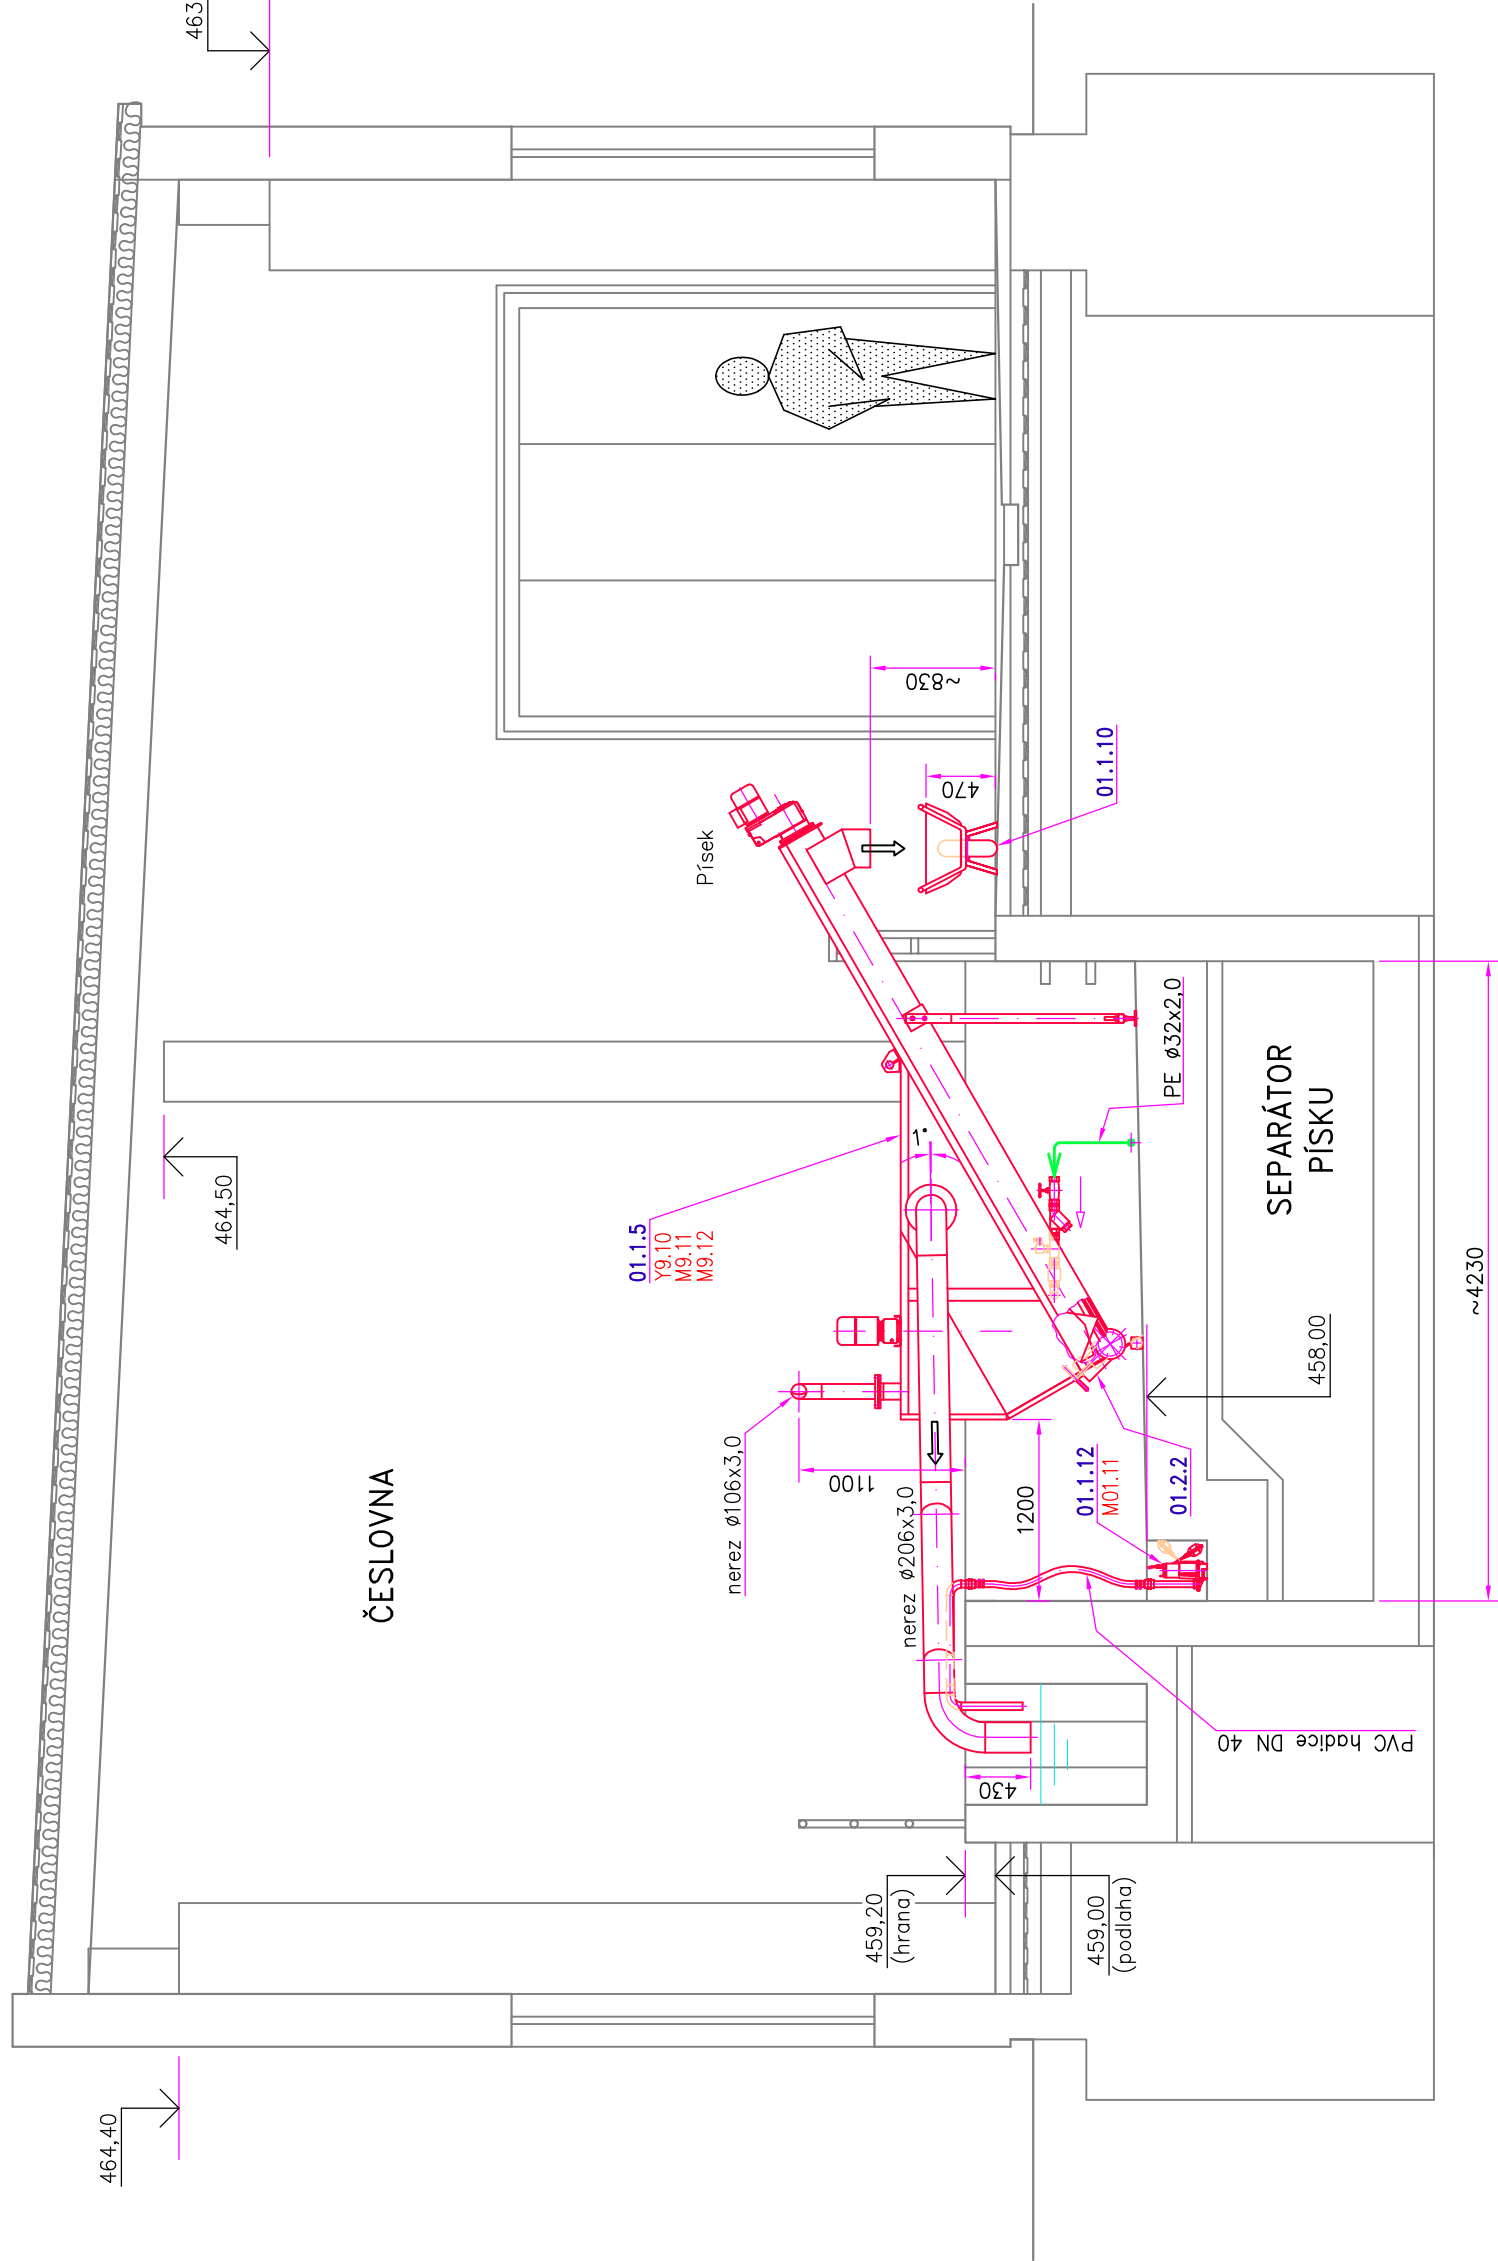 463
464,50
464,40
ČESLOVNA
Písek
01.1.5
Y9.10
M9.11
M9.12
nerez ø106x3,0
nerez ø206x3,0
1100
1°
~830
470
01.1.10
PE ø32x2,0
SEPARÁTOR
PÍSKU
~4230
458,00
1200
01.1.12
M01.11
01.2.2
PVC hadice DN 40
430
459,20
(hrana)
459,00
(podlaha)